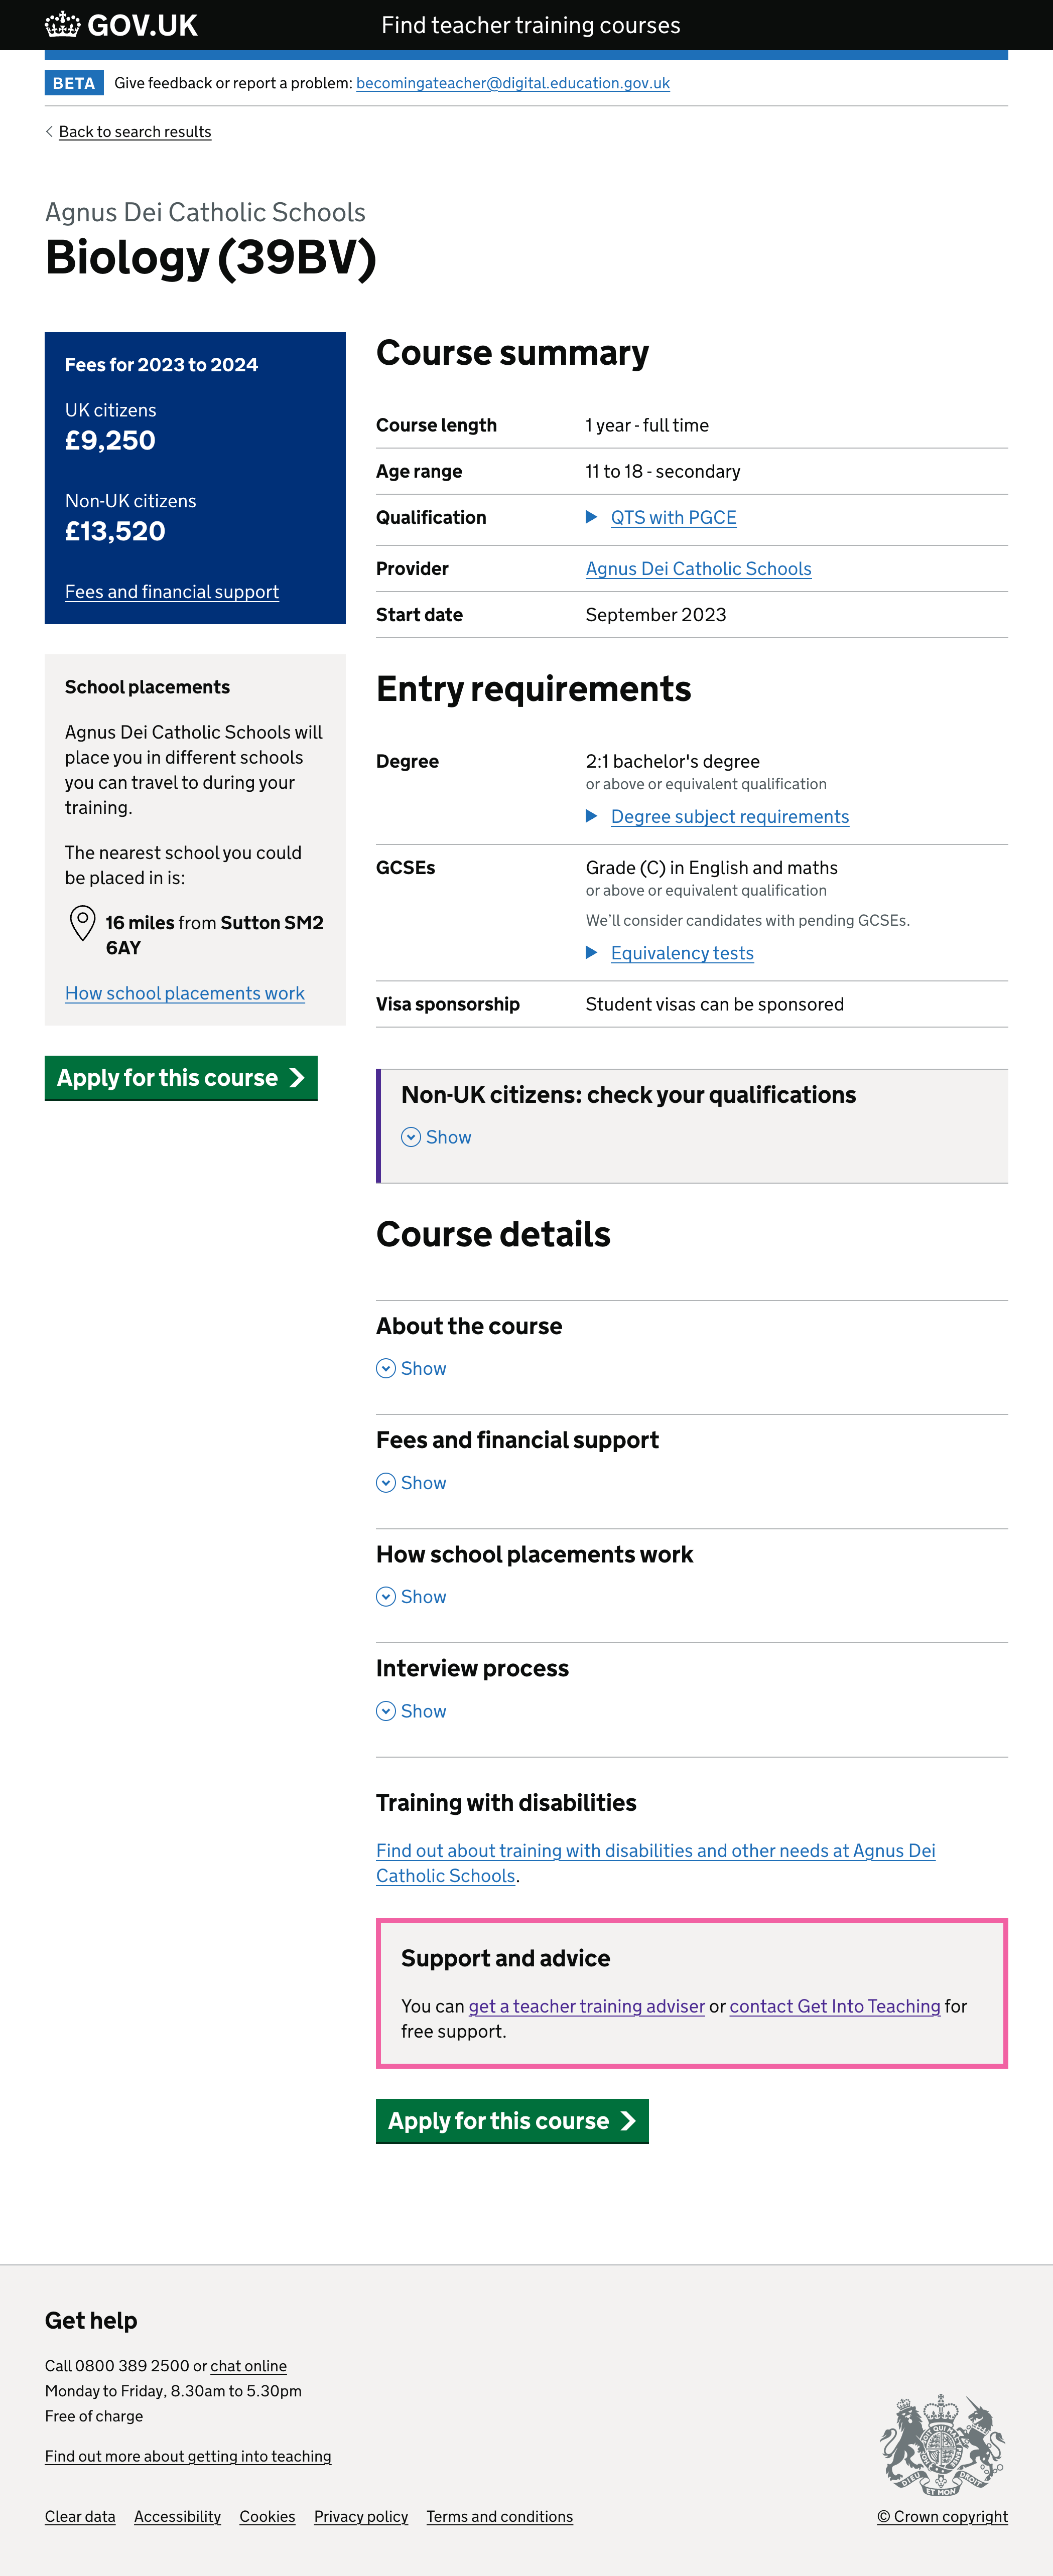 GOV.UK
Find teacher training courses
BETA
Give feedback or report a problem: becomingateacher@digital.education.gov.uk
Back to search results
Agnus Dei Catholic Schools
Biology (39BV)
Fees for 2023 to 2024
UK citizens
£9,250
Non-UK citizens
£13,520
Fees and financial support
School placements
Agnus Dei Catholic Schools will
place you in different schools
you can travel to during your
training.
The nearest school you could
be placed in is:
16 miles from Sutton SM2
6AY
How school placements work
Apply for this course
Course summary
Course length 1 year - full time
Age range 11 to 18 - secondary
Qualification QTS with PGCE
Provider Agnus Dei Catholic Schools
Start date September 2023
Entry requirements
Degree 2:1 bachelor's degree
or above or equivalent qualification
Degree subject requirements
GCSEs Grade (C) in English and maths
or above or equivalent qualification
We'll consider candidates with pending GCSEs.
Equivalency tests
Visa sponsorship Student visas can be sponsored
Non-UK citizens: check your qualifications
Show
Course details
About the course
Show
Fees and financial support
Show
How school placements work
Show
Interview process
Show
Training with disabilities
Find out about training with disabilities and other needs at Agnus Dei
Catholic Schools.
Support and advice
You can get a teacher training adviser or contact Get Into Teaching for
free support.
Apply for this course
Get help
Call 0800 389 2500 or chat online
Monday to Friday, 8.30am to 5.30pm
Free of charge
Find out more about getting into teaching
DIEU ET MON DROIT
Clear data Accessibility Cookies Privacy policy Terms and conditions
© Crown copyright